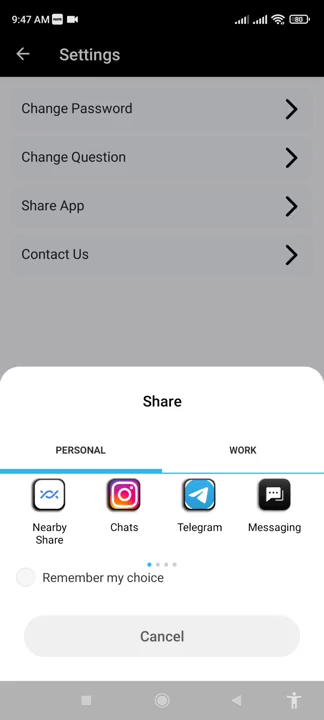 9:47 AM
80
Settings
Change Password
Change Question
Share App
Contact Us
Share
PERSONAL
WORK
Nearby
Share
Chats
Telegram
Messaging
Remember my choice
Cancel